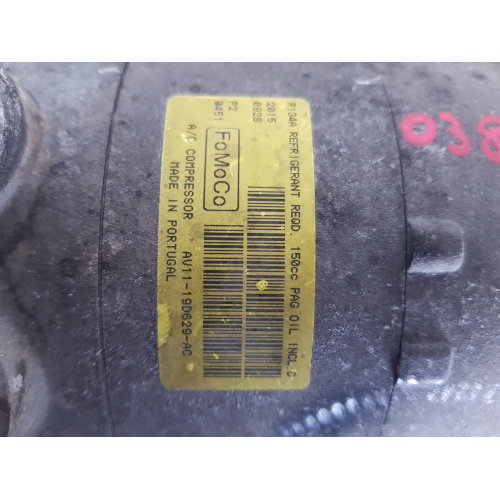 R134A REFRIGERANT REQD. 150cc PAG OIL INCL.
2015
0928
P2
0451
FoMoCo
A/C COMPRESSOR AV11-19D629-AC
MADE IN PORTUGAL
038